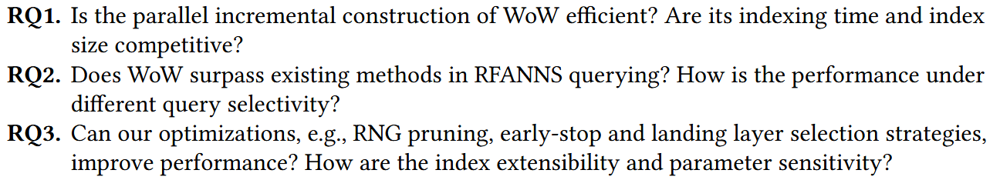 RQ1. Is the parallel incremental construction of WoW efficient? Are its indexing time and index
size competitive?
RQ2. Does WoW surpass existing methods in RFANNS querying? How is the performance under
different query selectivity?
RQ3. Can our optimizations, e.g., RNG pruning, early-stop and landing layer selection strategies,
improve performance? How are the index extensibility and parameter sensitivity?